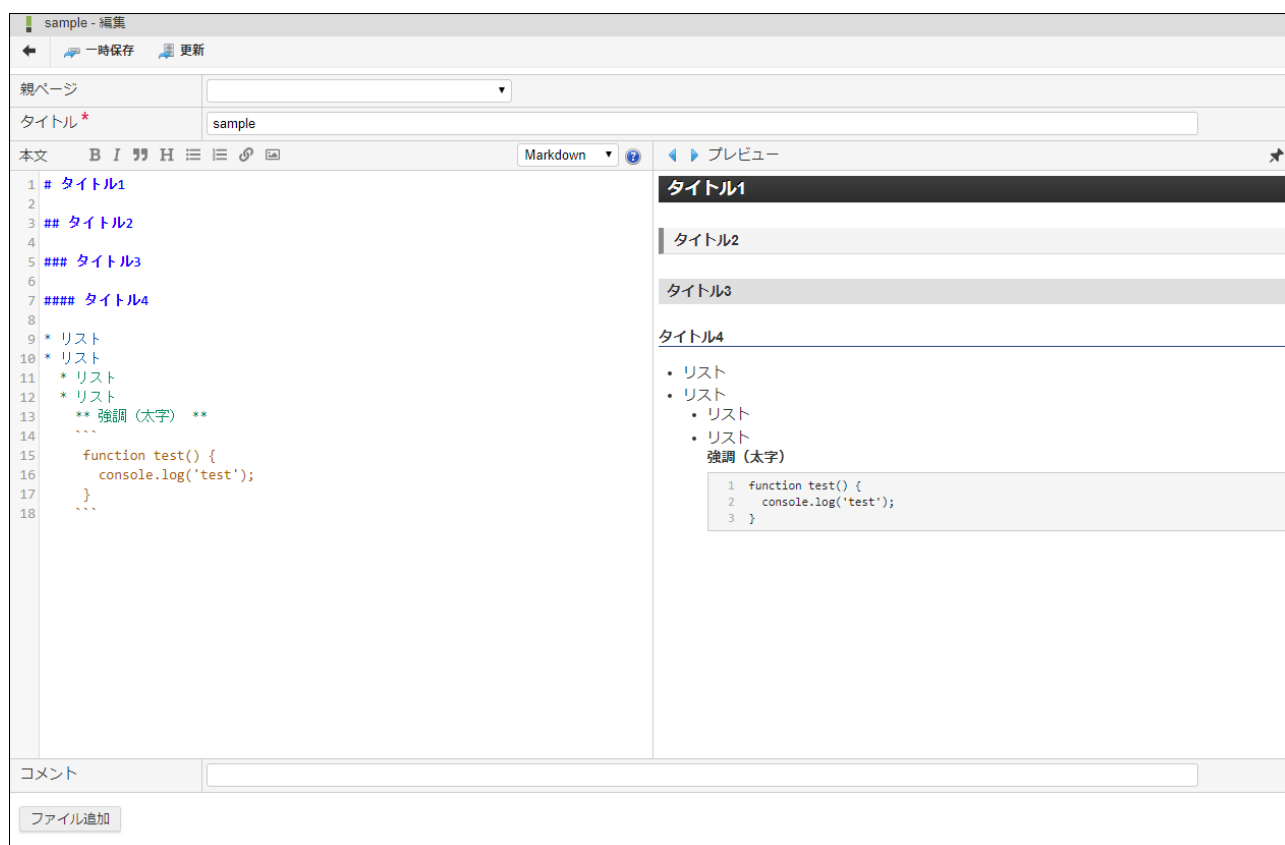 sample - 編集
一時保存 更新
親ページ
タイトル* sample
本文 B I H Markdown ? プレビュー
1 # タイトル1
2
3 ## タイトル2
4
5 ### タイトル3
6
7 #### タイトル4
8
9 * リスト
10 * リスト
11 * リスト
12 * リスト
13 ** 強調（太字） **
14 ```
15 function test() {
16 console.log('test');
17 }
18 ```
タイトル1
タイトル2
タイトル3
タイトル4
• リスト
• リスト
• リスト
• リスト
強調（太字）
1 function test() {
2 console.log('test');
3 }
コメント
ファイル追加